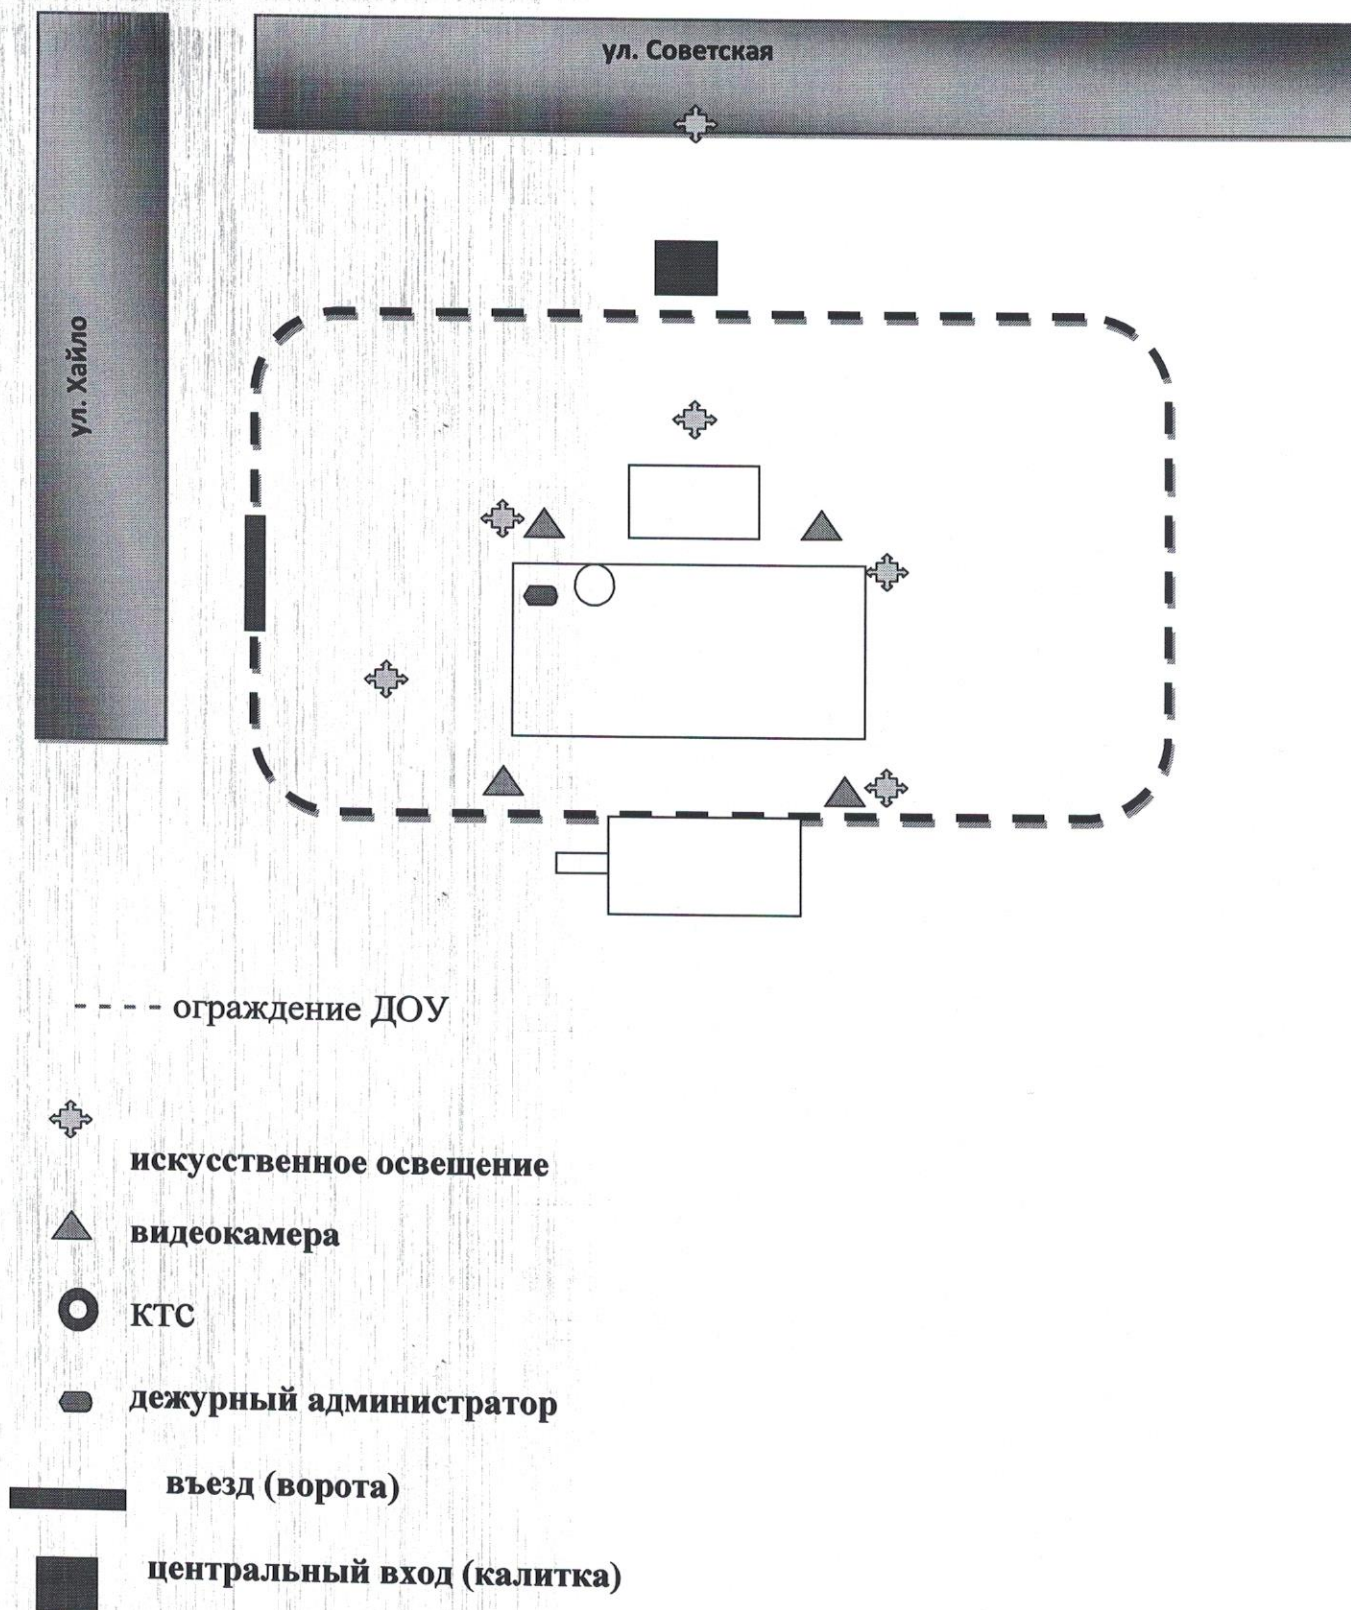 ул. Советская
ул. Хайло
ограждение ДОУ
искусственное освещение
видеокамера
КТС
дежурный администратор
въезд (ворота)
центральный вход (калитка)